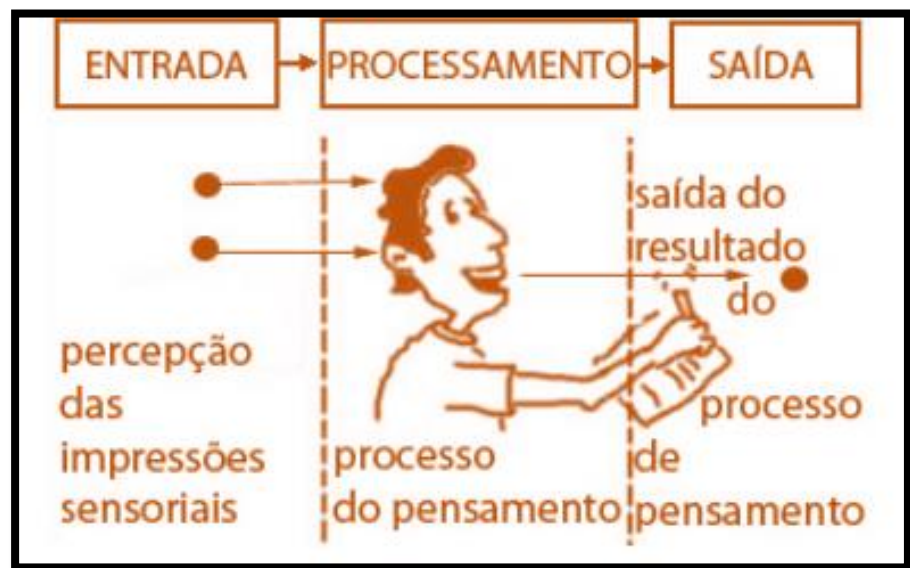 ENTRADA
PROCESSAMENTO
SAÍDA
percepção
das
impressões
sensoriais
processo
do pensamento
saída do
resultado
do
processo
de
pensamento